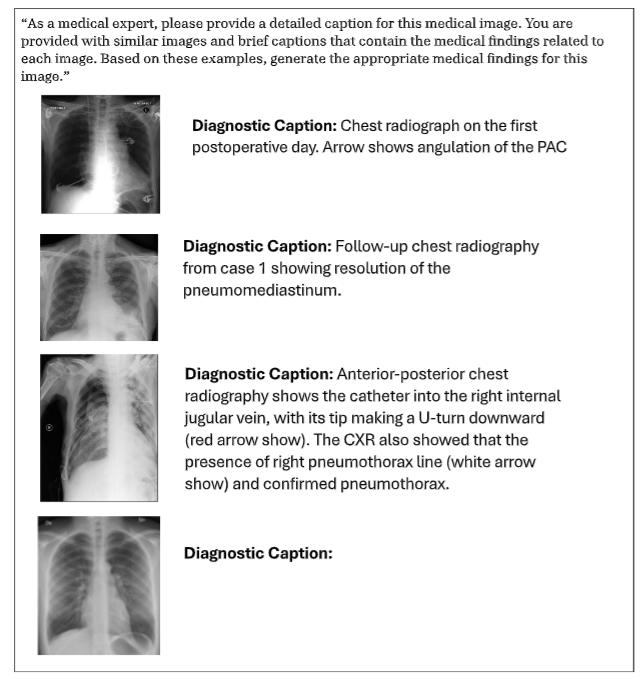 “As a medical expert, please provide a detailed caption for this medical image. You are
provided with similar images and brief captions that contain the medical findings related to
each image. Based on these examples, generate the appropriate medical findings for this
image.”
Diagnostic Caption: Chest radiograph on the first
postoperative day. Arrow shows angulation of the PAC
Diagnostic Caption: Follow-up chest radiography
from case 1 showing resolution of the
pneumomediastinum.
Diagnostic Caption: Anterior-posterior chest
radiography shows the catheter into the right internal
jugular vein, with its tip making a U-turn downward
(red arrow show). The CXR also showed that the
presence of right pneumothorax line (white arrow
show) and confirmed pneumothorax.
Diagnostic Caption: